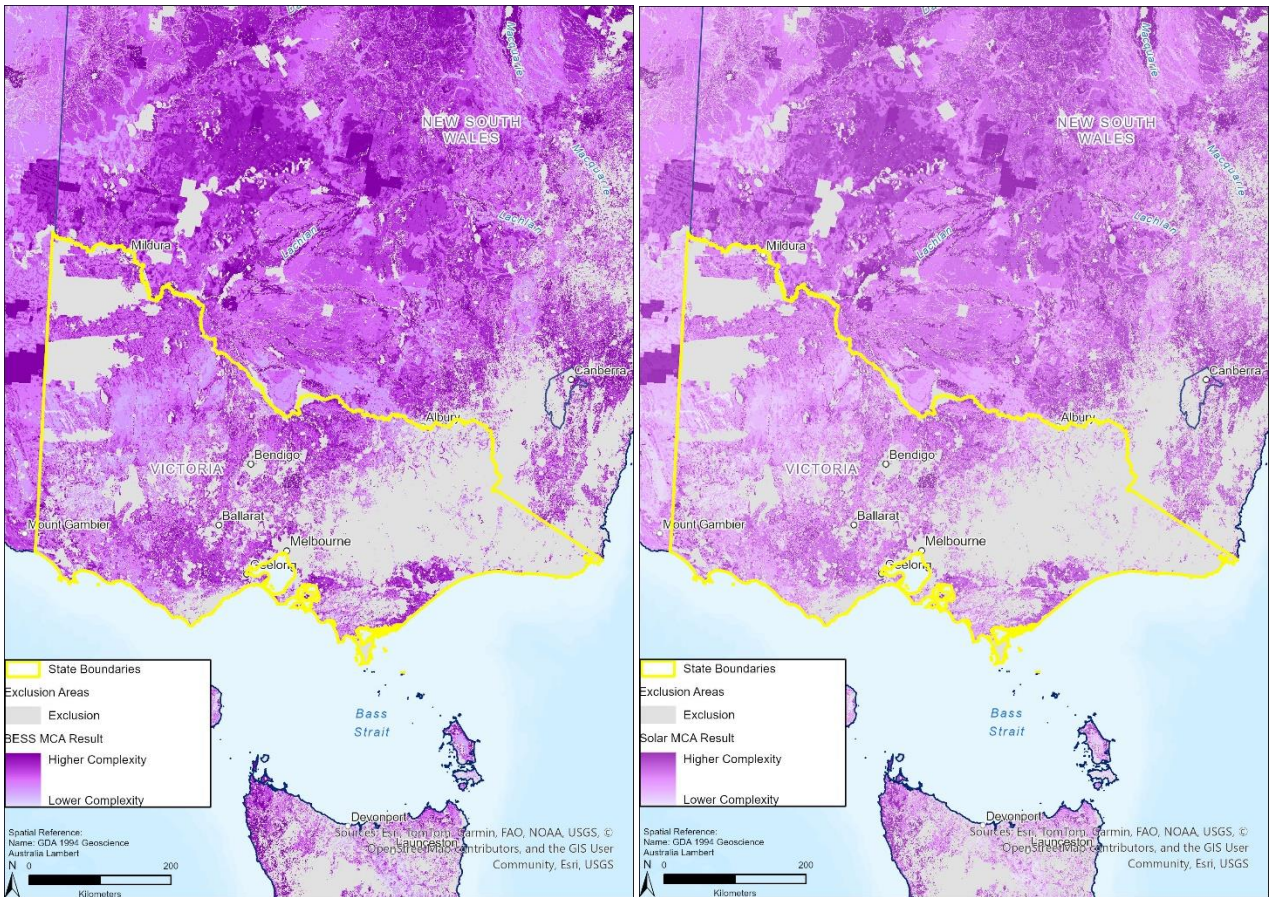 Macquarie
NEW SOUTH
WALES
Macquarie
Lachlan
Lachlan
Mildura
Canberra
Albury
Bendigo
VICTORIA
Ballarat
Mount Gambier
Melbourne
Geelong
State Boundaries
Exclusion Areas
Exclusion
BESS MCA Result
Higher Complexity
Lower Complexity
Bass
Strait
Devonport
Launceston
Sources: Esri, TomTom, Garmin, FAO, NOAA, USGS, ©
OpenStreetMap contributors, and the GIS User
Community, Esri, USGS
Spatial Reference:
Name: GDA 1994 Geoscience
Australia Lambert
N
0 200
Kilometers
Macquarie
NEW SOUTH
WALES
Macquarie
Lachlan
Lachlan
Mildura
Canberra
Albury
Bendigo
VICTORIA
Ballarat
Mount Gambier
Melbourne
Geelong
State Boundaries
Exclusion Areas
Exclusion
Solar MCA Result
Higher Complexity
Lower Complexity
Bass
Strait
Devonport
Launceston
Sources: Esri, TomTom, Garmin, FAO, NOAA, USGS, ©
OpenStreetMap contributors, and the GIS User
Community, Esri, USGS
Spatial Reference:
Name: GDA 1994 Geoscience
Australia Lambert
N
0 200
Kilometers